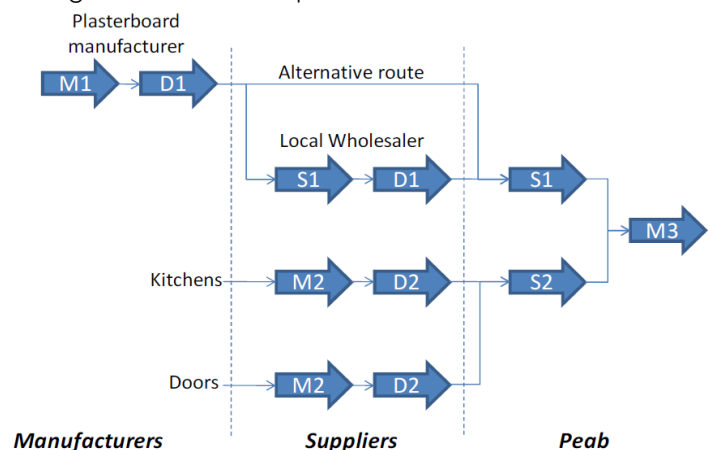 Plasterboard
manufacturer
M1 D1 Alternative route
Local Wholesaler
S1 D1 S1
M3
Kitchens M2 D2 S2
Doors M2 D2
Manufacturers Suppliers Peab